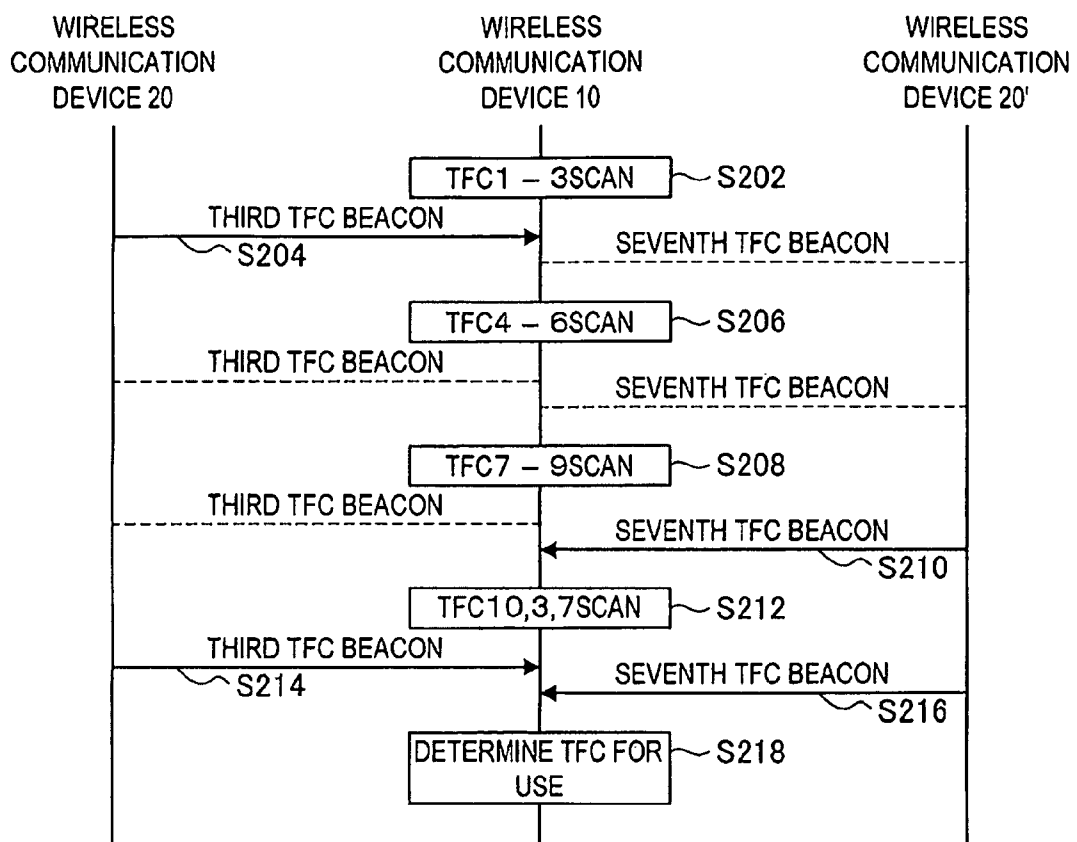 WIRELESS
COMMUNICATION
DEVICE 20
WIRELESS
COMMUNICATION
DEVICE 10
WIRELESS
COMMUNICATION
DEVICE 20'
TFC1 – 3SCAN
S202
THIRD TFC BEACON
S204
SEVENTH TFC BEACON
TFC4 – 6SCAN
S206
THIRD TFC BEACON
SEVENTH TFC BEACON
TFC7 – 9SCAN
S208
THIRD TFC BEACON
SEVENTH TFC BEACON
S210
TFC10,3,7SCAN
S212
THIRD TFC BEACON
S214
SEVENTH TFC BEACON
S216
DETERMINE TFC FOR
USE
S218